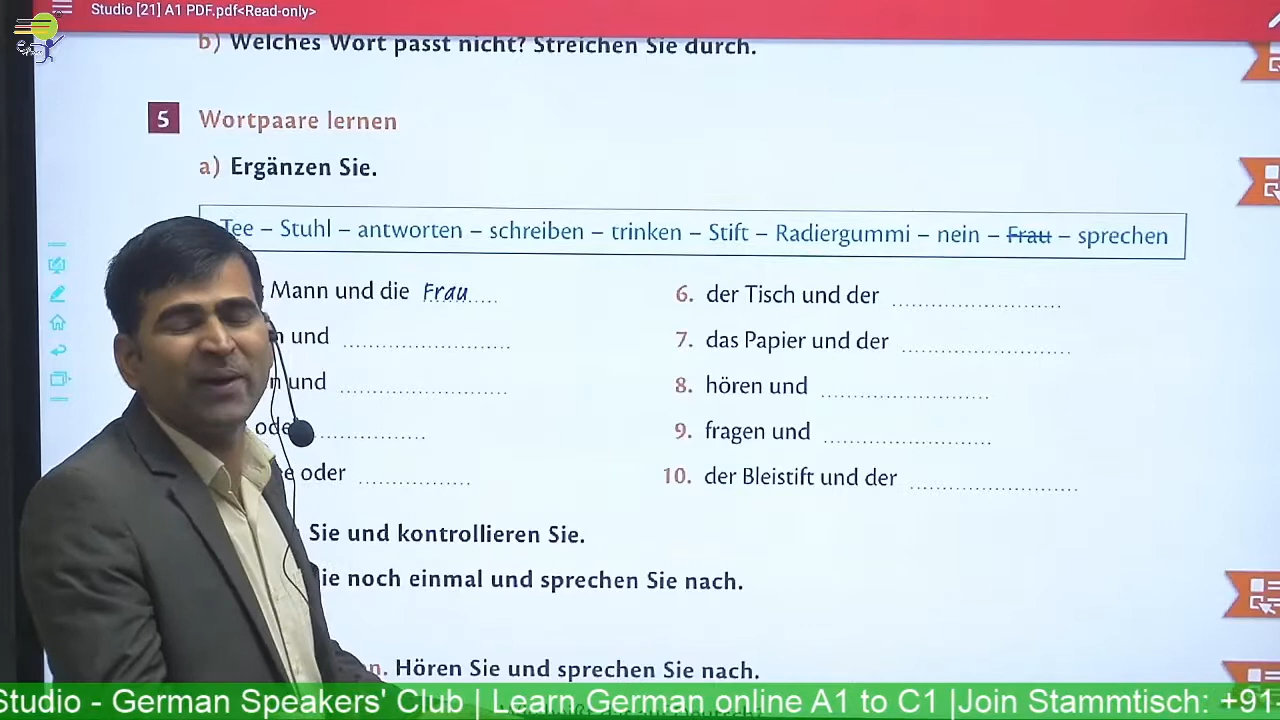 Studio [21] A1 PDF.pdf<Read-only>
b) Welches Wort passt nicht? Streichen Sie durch.
5 Wortpaare lernen
a) Ergänzen Sie.
Tee – Stuhl – antworten – schreiben – trinken – Stift – Radiergummi – nein – Frau – sprechen
Mann und die Frau
und
und
oder
oder
6. der Tisch und der
7. das Papier und der
8. hören und
9. fragen und
10. der Bleistift und der
Sie und kontrollieren Sie.
noch einmal und sprechen Sie nach.
Hören Sie und sprechen Sie nach.
Studio - German Speakers' Club | Learn German online A1 to C1 |Join Stammtisch: +91